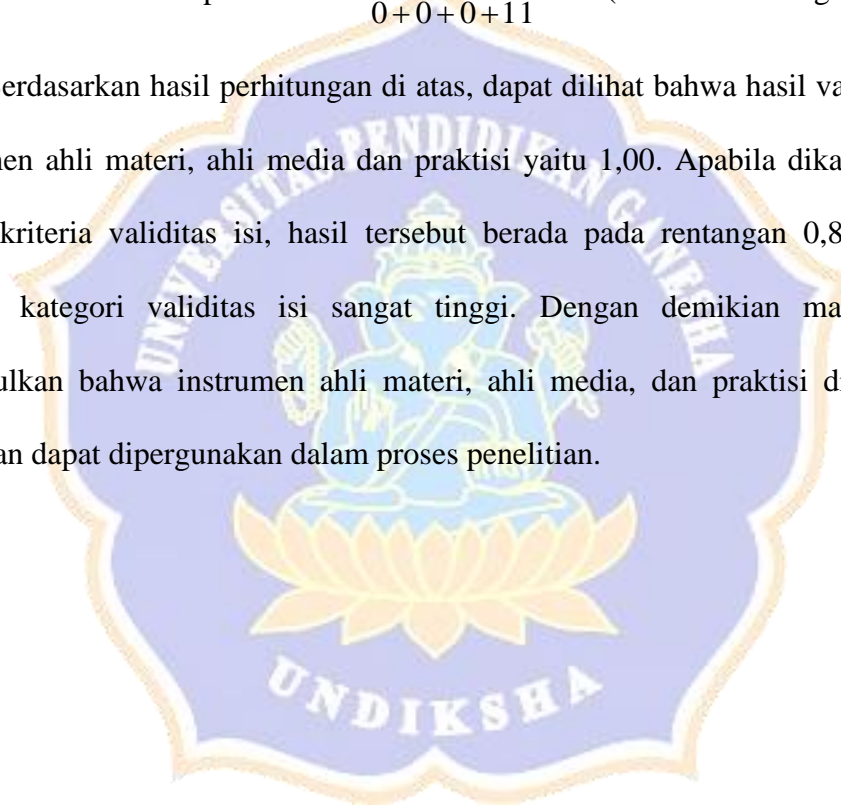 0+0+0+11
erdasarkan hasil perhitungan di atas, dapat dilihat bahwa hasil va
en ahli materi, ahli media dan praktisi yaitu 1,00. Apabila dika
kriteria validitas isi, hasil tersebut berada pada rentangan 0,8
kategori validitas isi sangat tinggi. Dengan demikian ma
ulkan bahwa instrumen ahli materi, ahli media, dan praktisi di
an dapat dipergunakan dalam proses penelitian.
UNIVERSITAS PENDIDIKAN GANESHA
UNDIKSHA